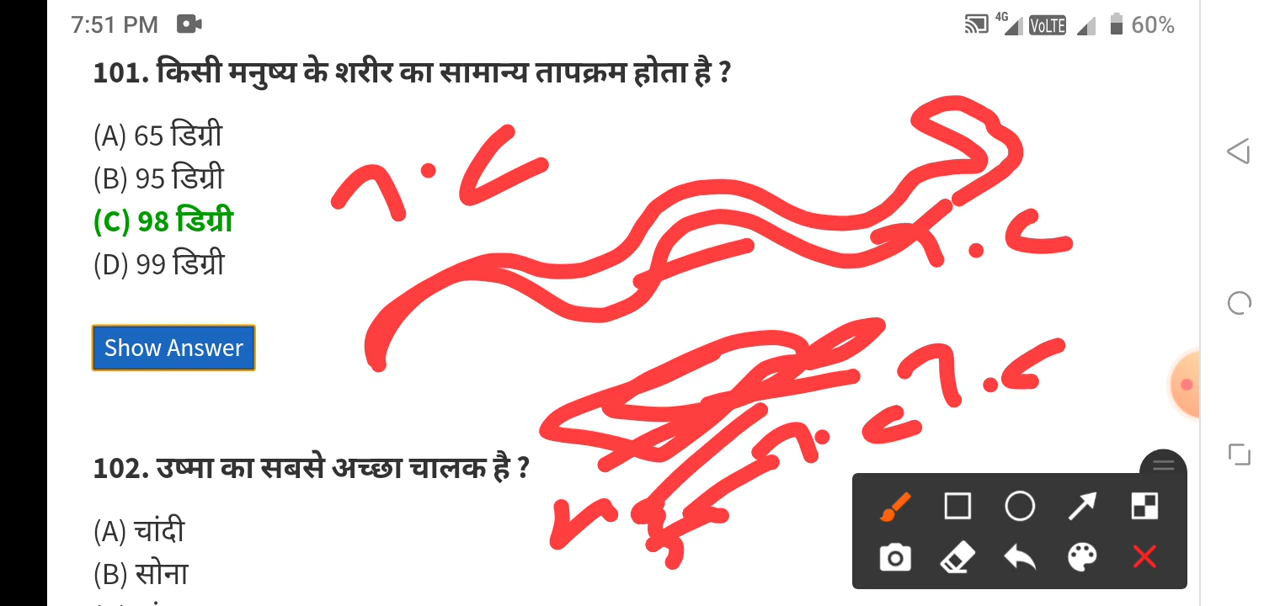 7:51 PM 4G VoLTE 60%
101. किसी मनुष्य के शरीर का सामान्य तापक्रम होता है ?
(A) 65 डिग्री
(B) 95 डिग्री
(C) 98 डिग्री
(D) 99 डिग्री
Show Answer
102. उष्मा का सबसे अच्छा चालक है ?
(A) चांदी
(B) सोना